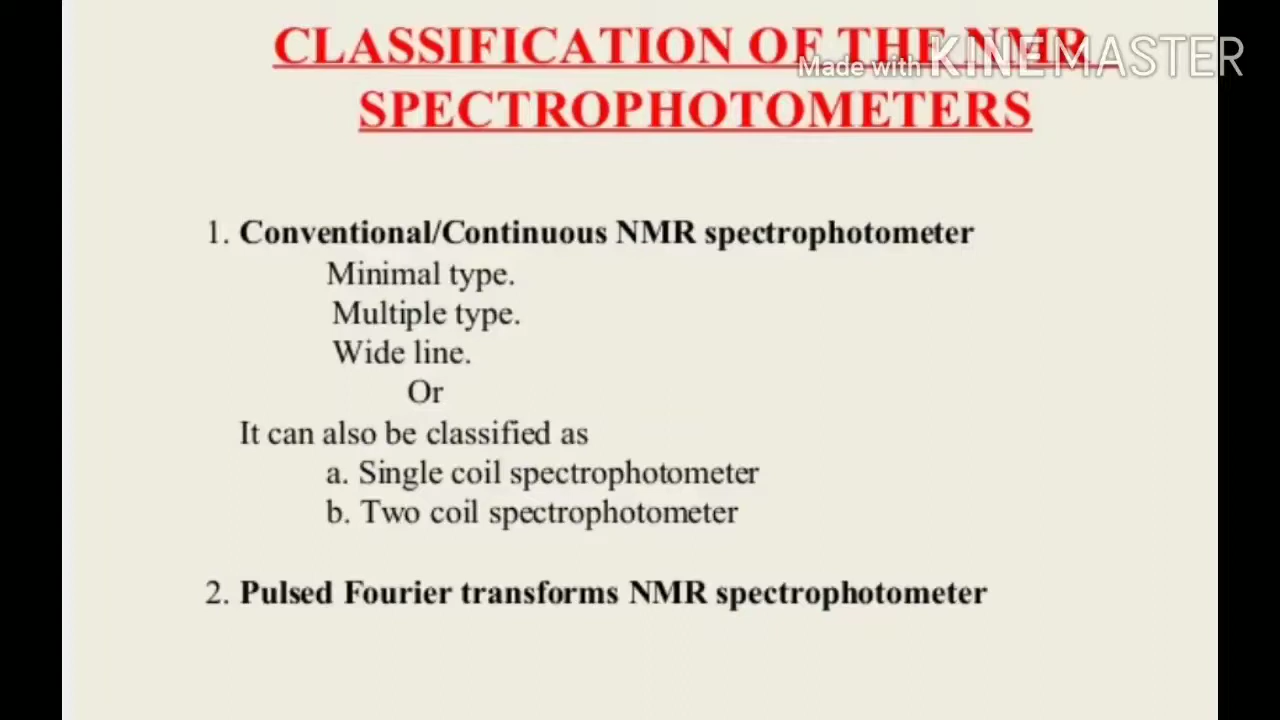 CLASSIFICATION OF THE NMR
Made with KINEMASTER
SPECTROPHOTOMETERS
1. Conventional/Continuous NMR spectrophotometer
Minimal type.
Multiple type.
Wide line.
Or
It can also be classified as
a. Single coil spectrophotometer
b. Two coil spectrophotometer
2. Pulsed Fourier transforms NMR spectrophotometer